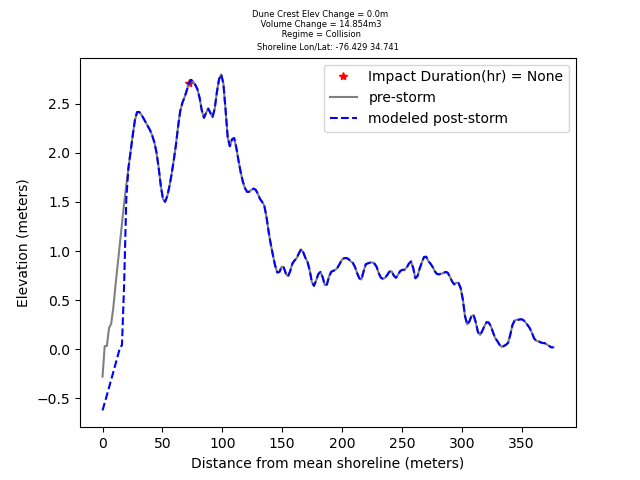 Dune Crest Elev Change = 0.0m
Volume Change = 14.854m3
Regime = Collision
Shoreline Lon/Lat: -76.429 34.741
Impact Duration(hr) = None
pre-storm
modeled post-storm
2.5
2.0
1.5
1.0
0.5
0.0
−0.5
Elevation (meters)
0 50 100 150 200 250 300 350
Distance from mean shoreline (meters)